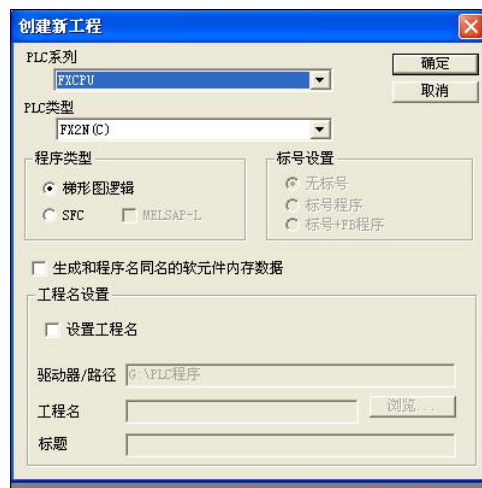 创建新工程
PLC系列
确定
FXCPU
取消
PLC类型
FX2N(C)
程序类型
标号设置
梯形图逻辑
无标号
SFC
MELSAP-L
标号程序
标号+FB程序
生成和程序名同名的软元件内存数据
工程名设置
设置工程名
驱动器/路径
G:\PLC程序
工程名
浏览...
标题